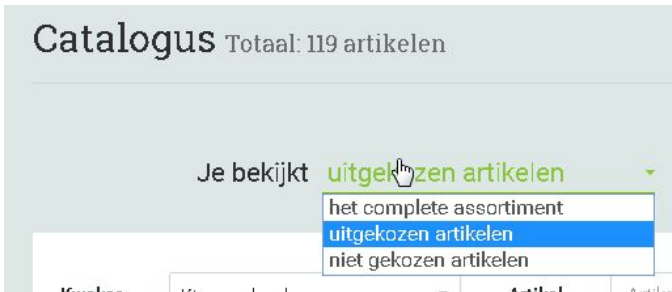 Catalogus Totaal: 119 artikelen
Je bekijkt uitgekozen artikelen
het complete assortiment
uitgekozen artikelen
niet gekozen artikelen